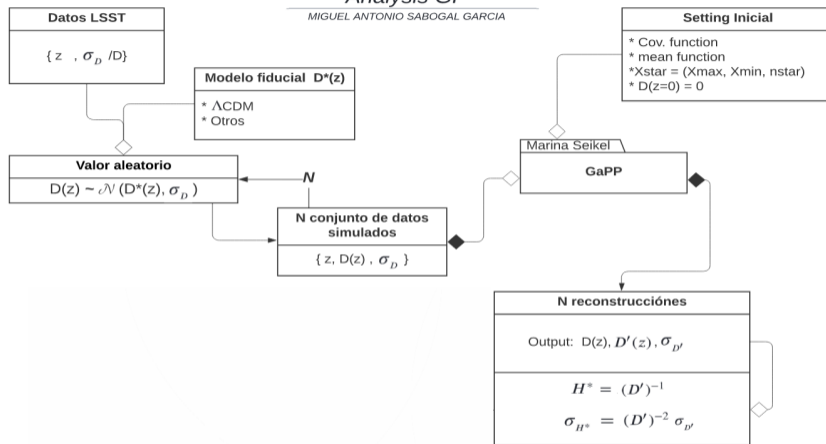 Analysis GP
MIGUEL ANTONIO SABOGAL GARCIA
Datos LSST
{ z , σ_D /D}
Modelo fiducial D*(z)
* ΛCDM
* Otros
Setting Inicial
* Cov. function
* mean function
*Xstar = (Xmax, Xmin, nstar)
* D(z=0) = 0
Valor aleatorio
D(z) ~ 𝒩 (D*(z), σ_D )
N
N conjunto de datos
simulados
{ z, D(z) , σ_D }
Marina Seikel
GaPP
N reconstrucciónes
Output: D(z), D′(z) , σ_D′
H* = (D′)⁻¹
σ_H* = (D′)⁻² σ_D′